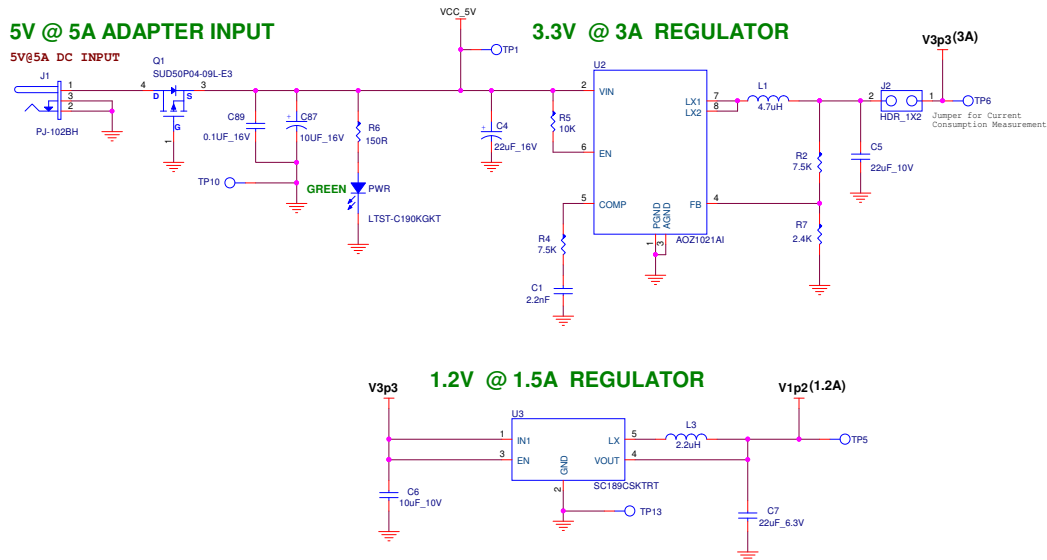 5V @ 5A ADAPTER INPUT
5V@5A DC INPUT
J1
1
3
2
PJ-102BH
Q1
SUD50P04-09L-E3
4
3
D
S
G
1
C89
0.1UF_16V
C87
10UF_16V
+
TP10
R6
150R
GREEN
PWR
LTST-C190KGKT
VCC_5V
TP1
C4
22uF_16V
+
R5
10K
3.3V @ 3A REGULATOR
U2
2
VIN
6
EN
5
COMP
LX1
7
LX2
8
FB
4
PGND
AGND
1
3
AOZ1021AI
R4
7.5K
C1
2.2nF
L1
4.7uH
R2
7.5K
R7
2.4K
C5
22uF_10V
V3p3 (3A)
J2
2
1
HDR_1X2
TP6
Jumper for Current
Consumption Measurement
1.2V @ 1.5A REGULATOR
V3p3
U3
1
IN1
3
EN
LX
5
VOUT
4
GND
2
SC189CSKTRT
C6
10uF_10V
TP13
L3
2.2uH
V1p2 (1.2A)
TP5
C7
22uF_6.3V